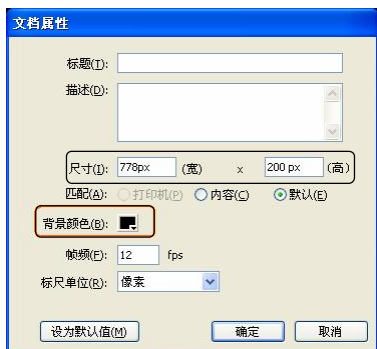 文档属性
标题(T):
描述(D):
尺寸(I): 778px (宽) x 200 px (高)
匹配(A): 打印机(P) 内容(C) 默认(E)
背景颜色(B):
帧频(F): 12 fps
标尺单位(R): 像素
设为默认值(M) 确定 取消